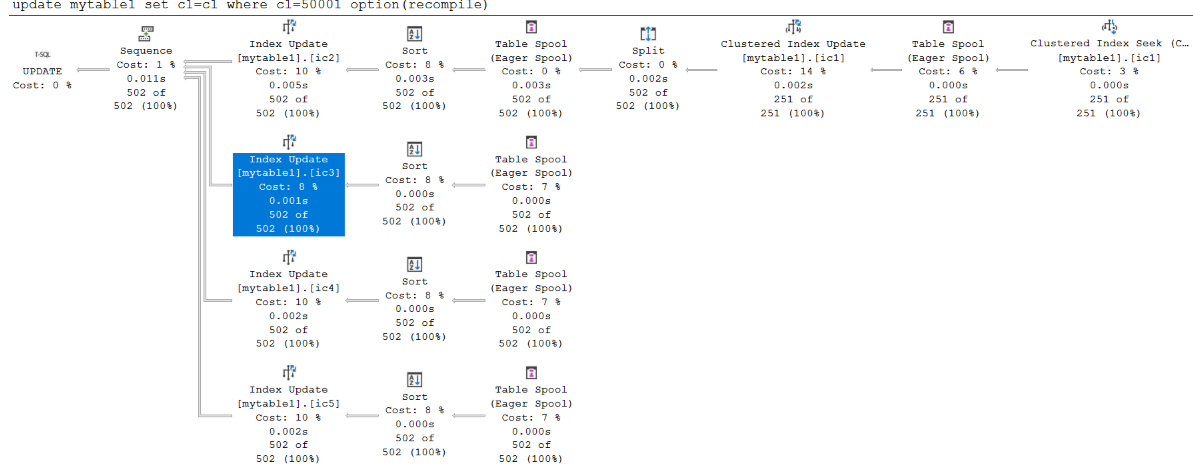 update mytable1 set c1=c1 where c1=50001 option(recompile)
T-SQL
UPDATE
Cost: 0 %
Sequence
Cost: 1 %
0.011s
502 of
502 (100%)
Index Update
[mytable1].[ic2]
Cost: 10 %
0.005s
502 of
502 (100%)
Sort
Cost: 8 %
0.003s
502 of
502 (100%)
Table Spool
(Eager Spool)
Cost: 0 %
0.003s
502 of
502 (100%)
Split
Cost: 0 %
0.002s
502 of
502 (100%)
Clustered Index Update
[mytable1].[ic1]
Cost: 14 %
0.002s
251 of
251 (100%)
Table Spool
(Eager Spool)
Cost: 6 %
0.000s
251 of
251 (100%)
Clustered Index Seek (C…
[mytable1].[ic1]
Cost: 3 %
0.000s
251 of
251 (100%)
Index Update
[mytable1].[ic3]
Cost: 8 %
0.001s
502 of
502 (100%)
Sort
Cost: 8 %
0.000s
502 of
502 (100%)
Table Spool
(Eager Spool)
Cost: 7 %
0.000s
502 of
502 (100%)
Index Update
[mytable1].[ic4]
Cost: 10 %
0.002s
502 of
502 (100%)
Sort
Cost: 8 %
0.000s
502 of
502 (100%)
Table Spool
(Eager Spool)
Cost: 7 %
0.000s
502 of
502 (100%)
Index Update
[mytable1].[ic5]
Cost: 10 %
0.002s
502 of
502 (100%)
Sort
Cost: 8 %
0.000s
502 of
502 (100%)
Table Spool
(Eager Spool)
Cost: 7 %
0.000s
502 of
502 (100%)